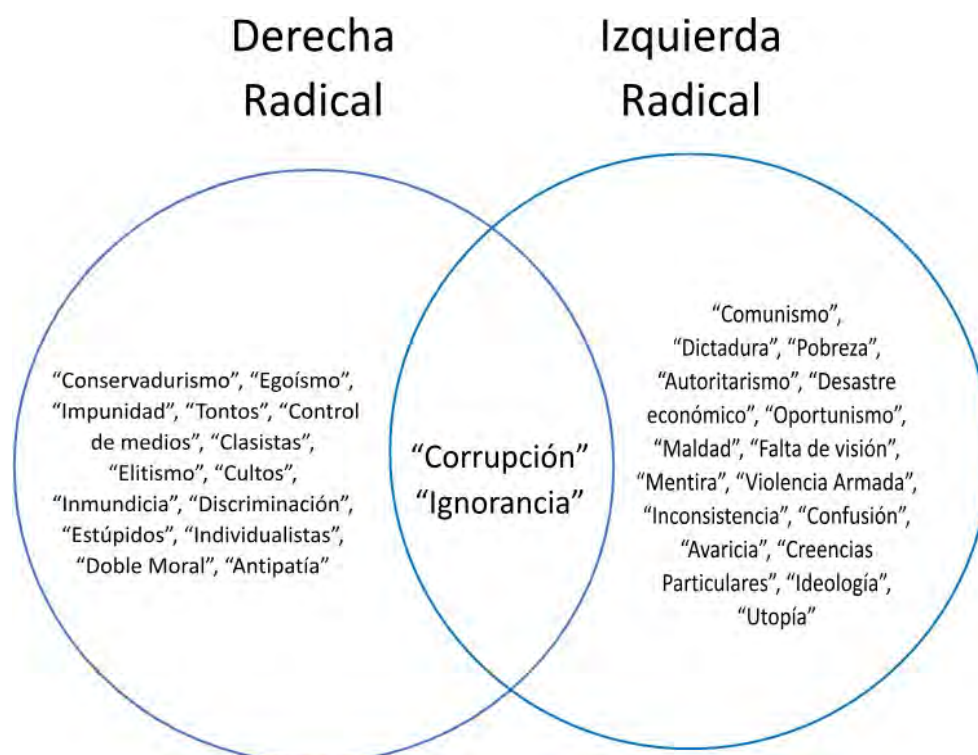 Derecha
Radical
Izquierda
Radical
“Conservadurismo”, “Egoísmo”,
“Impunidad”, “Tontos”, “Control
de medios”, “Clasistas”,
“Elitismo”, “Cultos”,
“Inmundicia”, “Discriminación”,
“Estúpidos”, “Individualistas”,
“Doble Moral”, “Antipatía”
“Corrupción”
“Ignorancia”
“Comunismo”,
“Dictadura”, “Pobreza”,
“Autoritarismo”, “Desastre
económico”, “Oportunismo”,
“Maldad”, “Falta de visión”,
“Mentira”, “Violencia Armada”,
“Inconsistencia”, “Confusión”,
“Avaricia”, “Creencias
Particulares”, “Ideología”,
“Utopía”